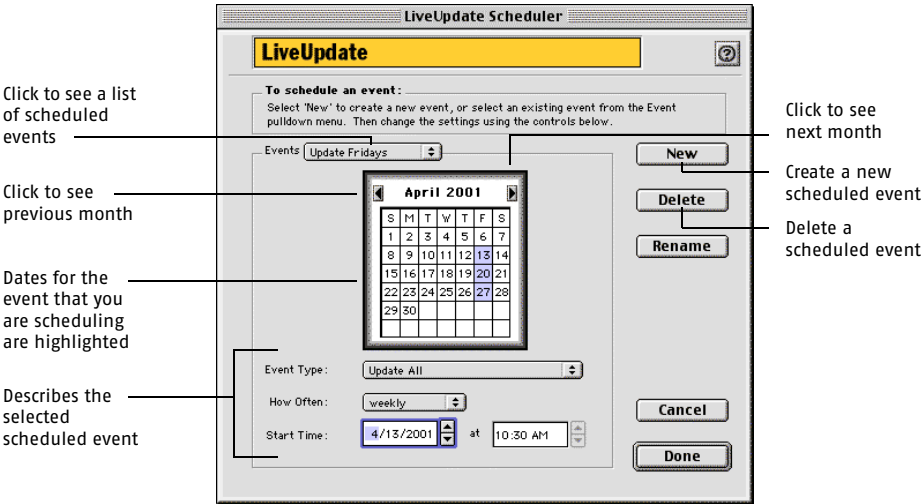 LiveUpdate Scheduler
LiveUpdate
?
To schedule an event:
Select 'New' to create a new event, or select an existing event from the Event
pulldown menu. Then change the settings using the controls below.
Click to see a list
of scheduled
events
Click to see
previous month
Dates for the
event that you
are scheduling
are highlighted
Describes the
selected
scheduled event
Events Update Fridays
April 2001
S M T W T F S
1 2 3 4 5 6 7
8 9 10 11 12 13 14
15 16 17 18 19 20 21
22 23 24 25 26 27 28
29 30
Event Type: Update All
How Often: weekly
Start Time: 4/13/2001 at 10:30 AM
New
Delete
Rename
Cancel
Done
Click to see
next month
Create a new
scheduled event
Delete a
scheduled event